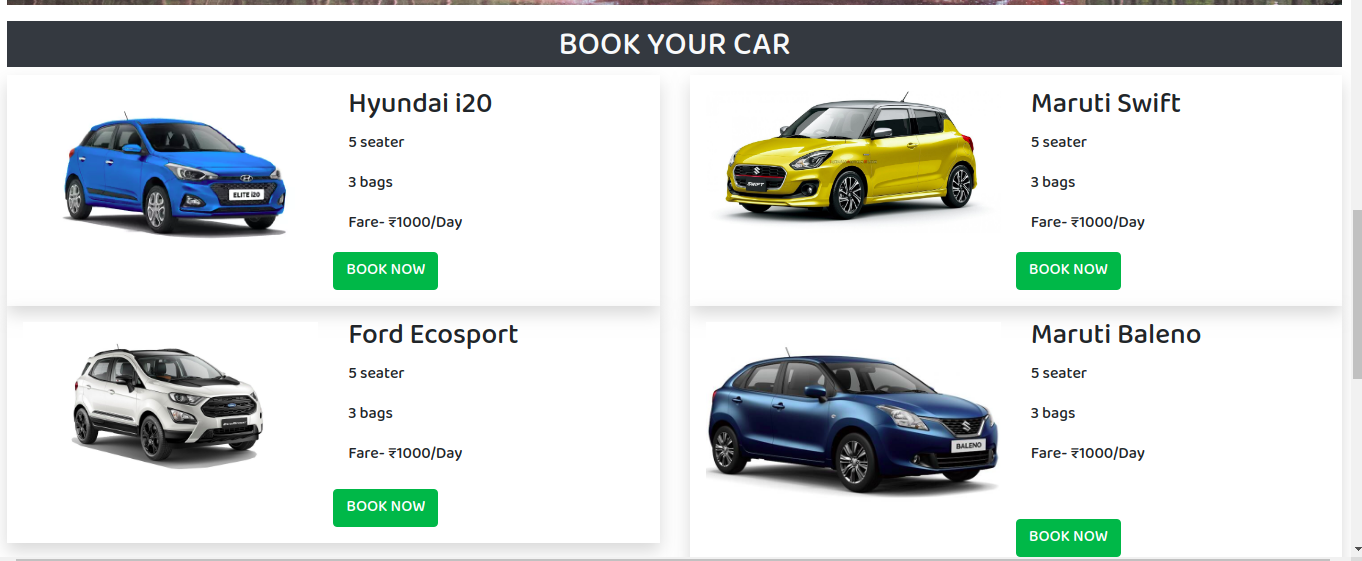 BOOK YOUR CAR
Hyundai i20
5 seater
3 bags
Fare- ₹1000/Day
BOOK NOW
ELITE i20
Maruti Swift
5 seater
3 bags
Fare- ₹1000/Day
BOOK NOW
SWIFT
Ford Ecosport
5 seater
3 bags
Fare- ₹1000/Day
BOOK NOW
Maruti Baleno
5 seater
3 bags
Fare- ₹1000/Day
BOOK NOW
BALENO